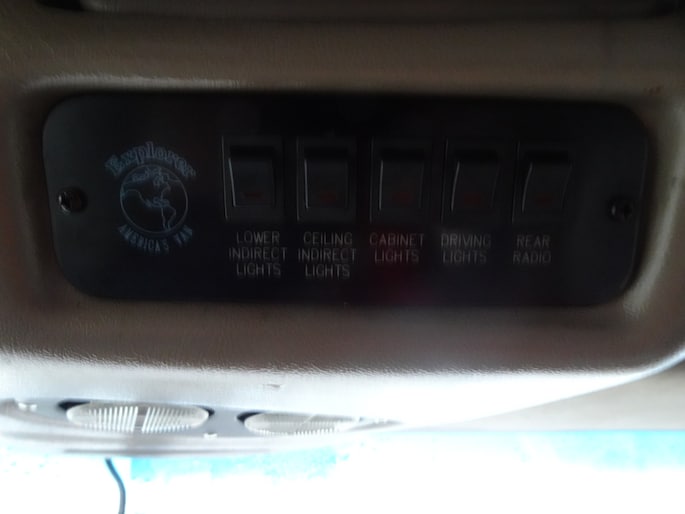 Explorer
AMERICA'S VAN
LOWER
INDIRECT
LIGHTS
CEILING
INDIRECT
LIGHTS
CABINET
LIGHTS
DRIVING
LIGHTS
REAR
RADIO